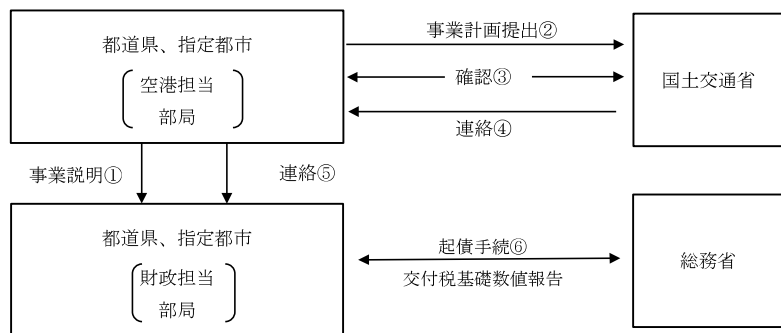 都道県、指定都市
空港担当
部局
事業計画提出②
確認③
連絡④
国土交通省
事業説明①
連絡⑤
都道県、指定都市
財政担当
部局
起債手続⑥
交付税基礎数値報告
総務省